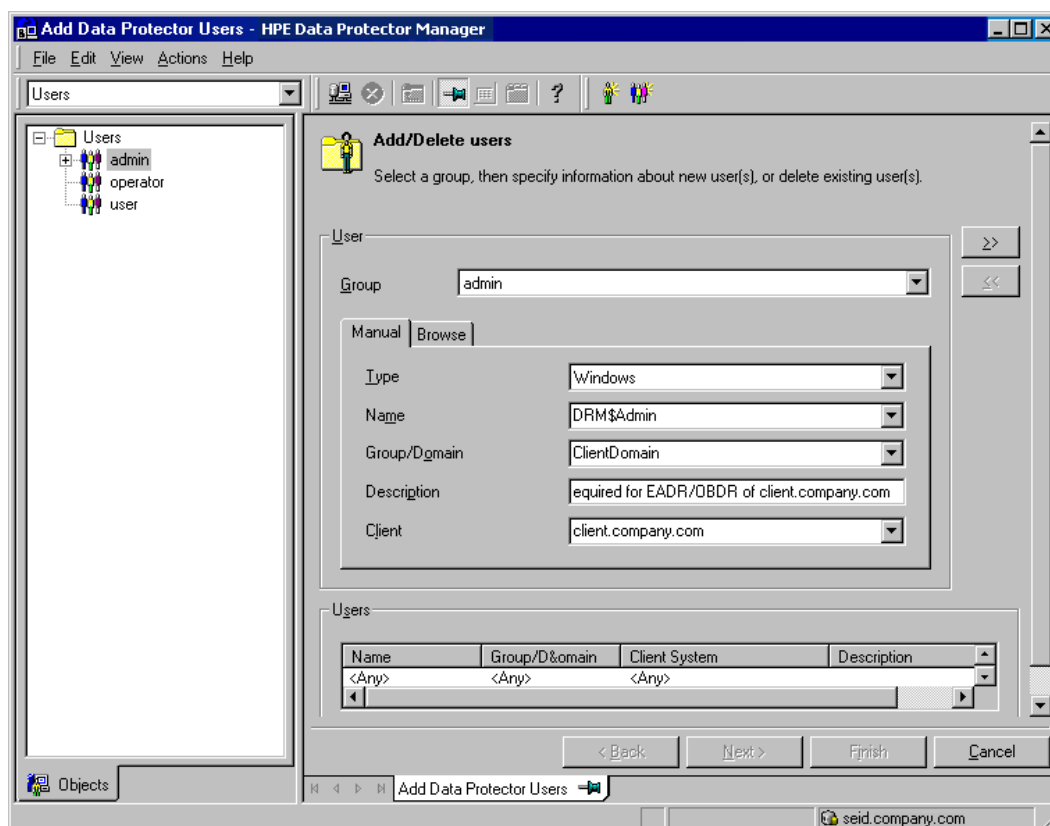 Add Data Protector Users - HPE Data Protector Manager
File Edit View Actions Help
Users
Users
admin
operator
user
Add/Delete users
Select a group, then specify information about new user(s), or delete existing user(s).
User
>>
Group admin
<<
Manual Browse
Type Windows
Name DRM$Admin
Group/Domain ClientDomain
Description equired for EADR/OBDR of client.company.com
Client client.company.com
Users
Name Group/D&omain Client System Description
<Any> <Any> <Any>
< Back Next > Finish Cancel
Objects
Add Data Protector Users
seid.company.com